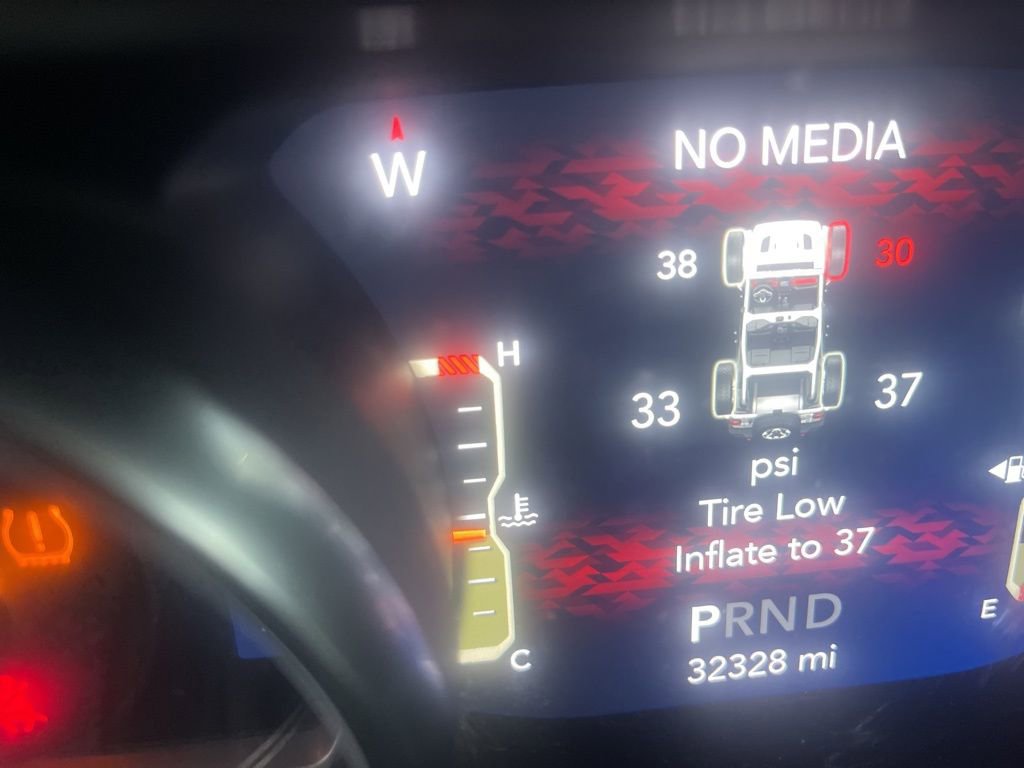 W
NO MEDIA
38
30
H
33
37
psi
Tire Low
Inflate to 37
PRND
E
C
32328 mi